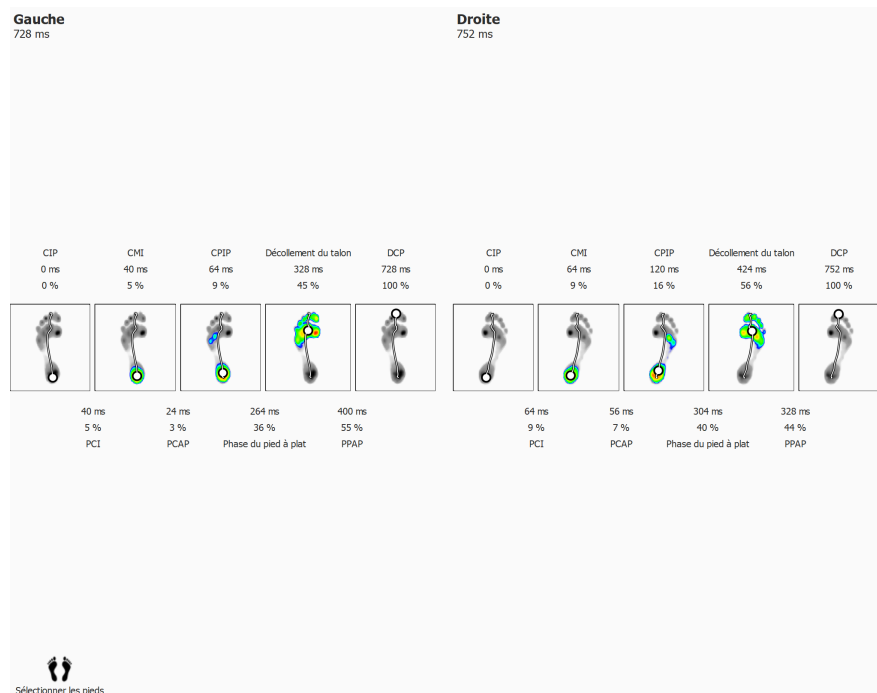 Gauche
728 ms
CIP CMI CPIP Décollement du talon DCP
0 ms 40 ms 64 ms 328 ms 728 ms
0 % 5 % 9 % 45 % 100 %
40 ms 24 ms 264 ms 400 ms
5 % 3 % 36 % 55 %
PCI PCAP Phase du pied à plat PPAP
Droite
752 ms
CIP CMI CPIP Décollement du talon DCP
0 ms 64 ms 120 ms 424 ms 752 ms
0 % 9 % 16 % 56 % 100 %
64 ms 56 ms 304 ms 328 ms
9 % 7 % 40 % 44 %
PCI PCAP Phase du pied à plat PPAP
Sélectionner les pieds